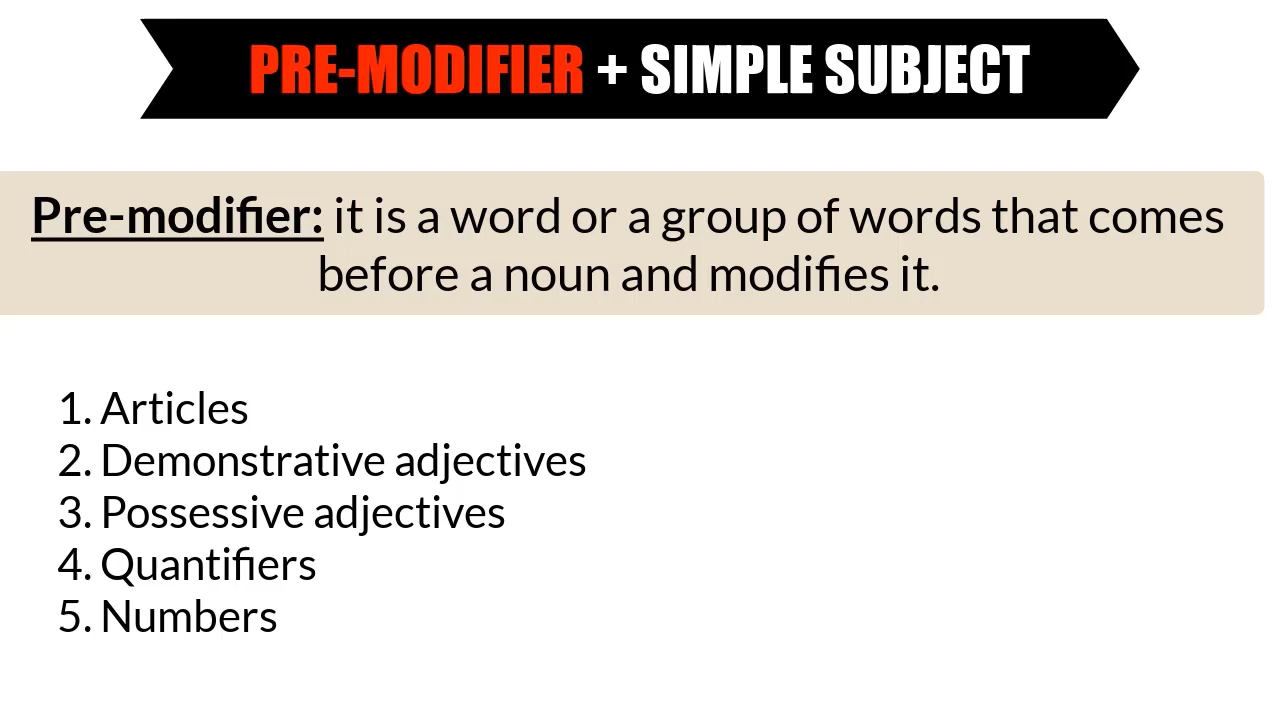 PRE-MODIFIER + SIMPLE SUBJECT
Pre-modifier: it is a word or a group of words that comes
before a noun and modifies it.
1. Articles
2. Demonstrative adjectives
3. Possessive adjectives
4. Quantifiers
5. Numbers